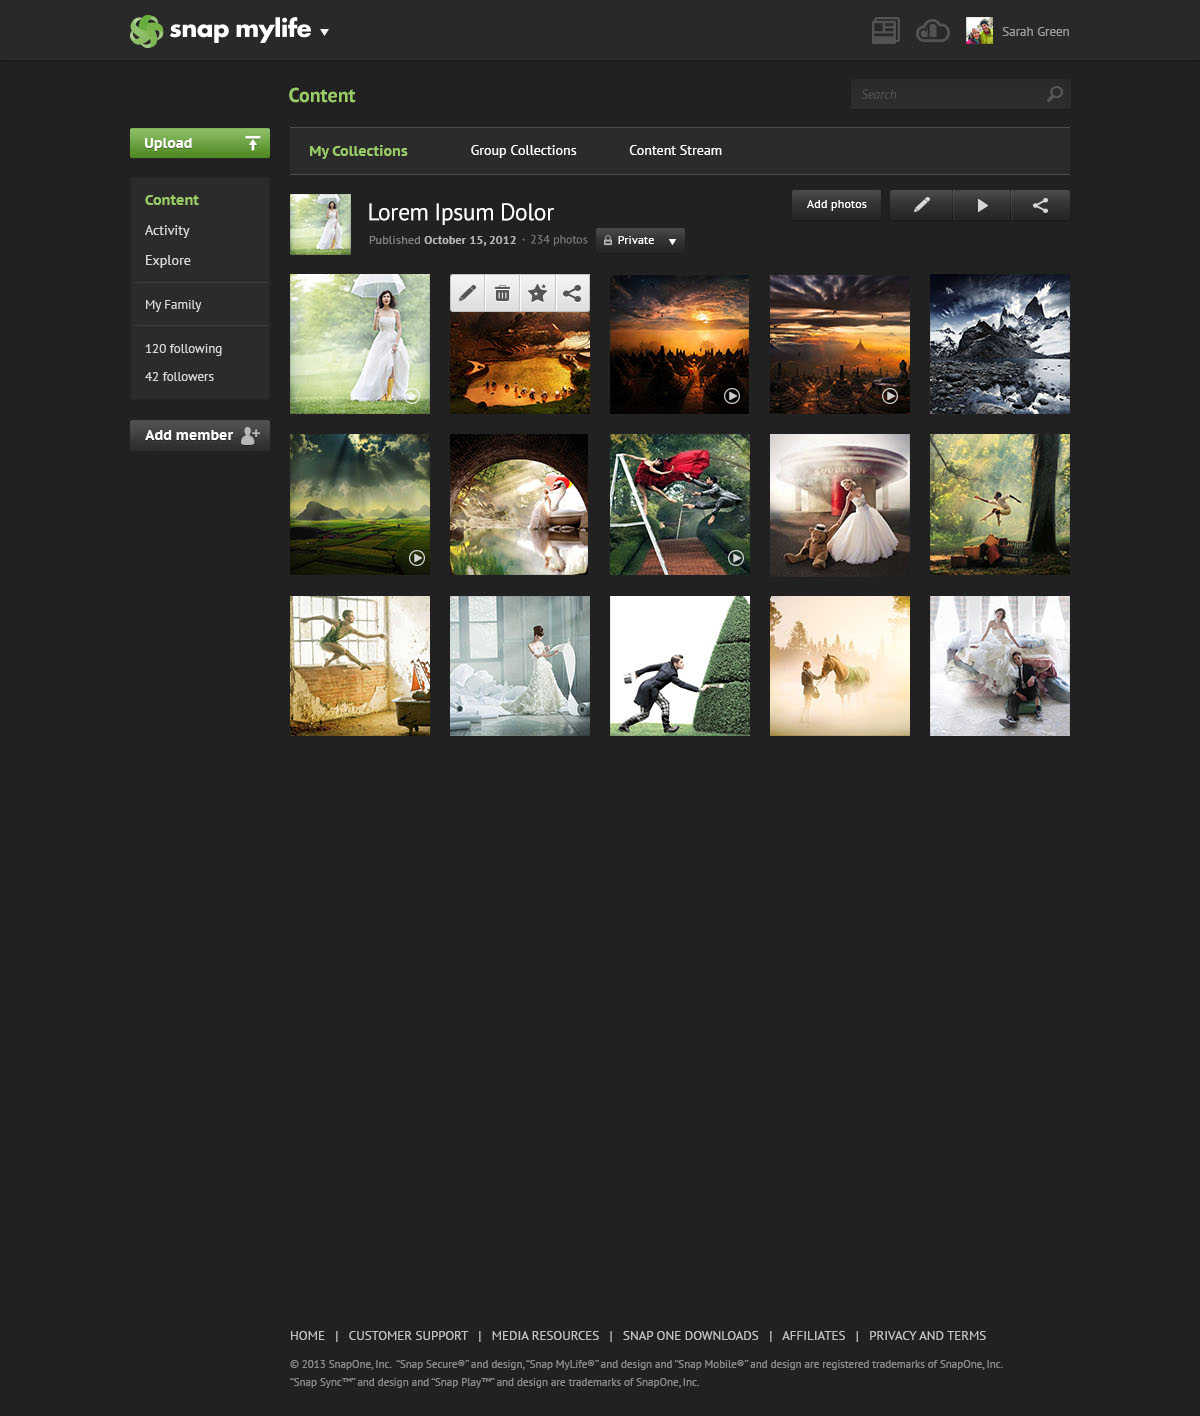 snap mylife
Sarah Green
Content
Search
Upload
My Collections
Group Collections
Content Stream
Content
Activity
Explore
My Family
120 following
42 followers
Add member
Lorem Ipsum Dolor
Published October 15, 2012 · 234 photos
Private
Add photos
HOME | CUSTOMER SUPPORT | MEDIA RESOURCES | SNAP ONE DOWNLOADS | AFFILIATES | PRIVACY AND TERMS
© 2013 SnapOne, Inc. “Snap Secure®” and design, “Snap MyLife®” and design and “Snap Mobile®” and design are registered trademarks of SnapOne, Inc.
“Snap Sync™” and design and “Snap Play™” and design are trademarks of SnapOne, Inc.